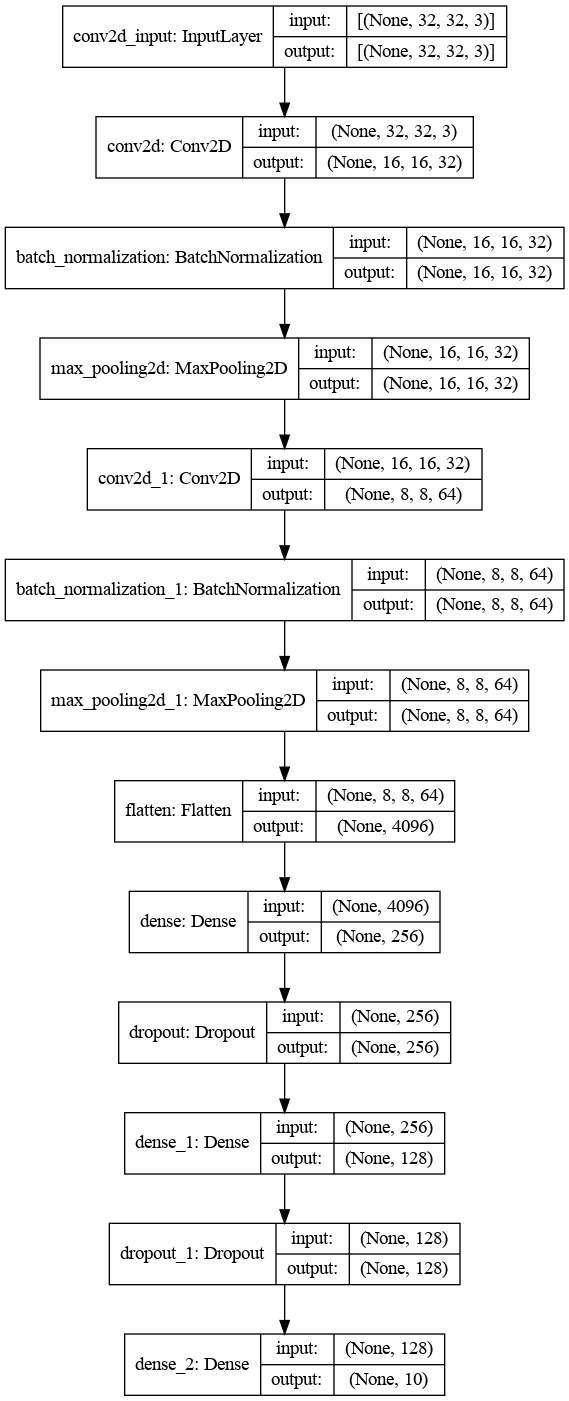 conv2d_input: InputLayer
input:
[(None, 32, 32, 3)]
output:
[(None, 32, 32, 3)]
conv2d: Conv2D
input:
(None, 32, 32, 3)
output:
(None, 16, 16, 32)
batch_normalization: BatchNormalization
input:
(None, 16, 16, 32)
output:
(None, 16, 16, 32)
max_pooling2d: MaxPooling2D
input:
(None, 16, 16, 32)
output:
(None, 16, 16, 32)
conv2d_1: Conv2D
input:
(None, 16, 16, 32)
output:
(None, 8, 8, 64)
batch_normalization_1: BatchNormalization
input:
(None, 8, 8, 64)
output:
(None, 8, 8, 64)
max_pooling2d_1: MaxPooling2D
input:
(None, 8, 8, 64)
output:
(None, 8, 8, 64)
flatten: Flatten
input:
(None, 8, 8, 64)
output:
(None, 4096)
dense: Dense
input:
(None, 4096)
output:
(None, 256)
dropout: Dropout
input:
(None, 256)
output:
(None, 256)
dense_1: Dense
input:
(None, 256)
output:
(None, 128)
dropout_1: Dropout
input:
(None, 128)
output:
(None, 128)
dense_2: Dense
input:
(None, 128)
output:
(None, 10)